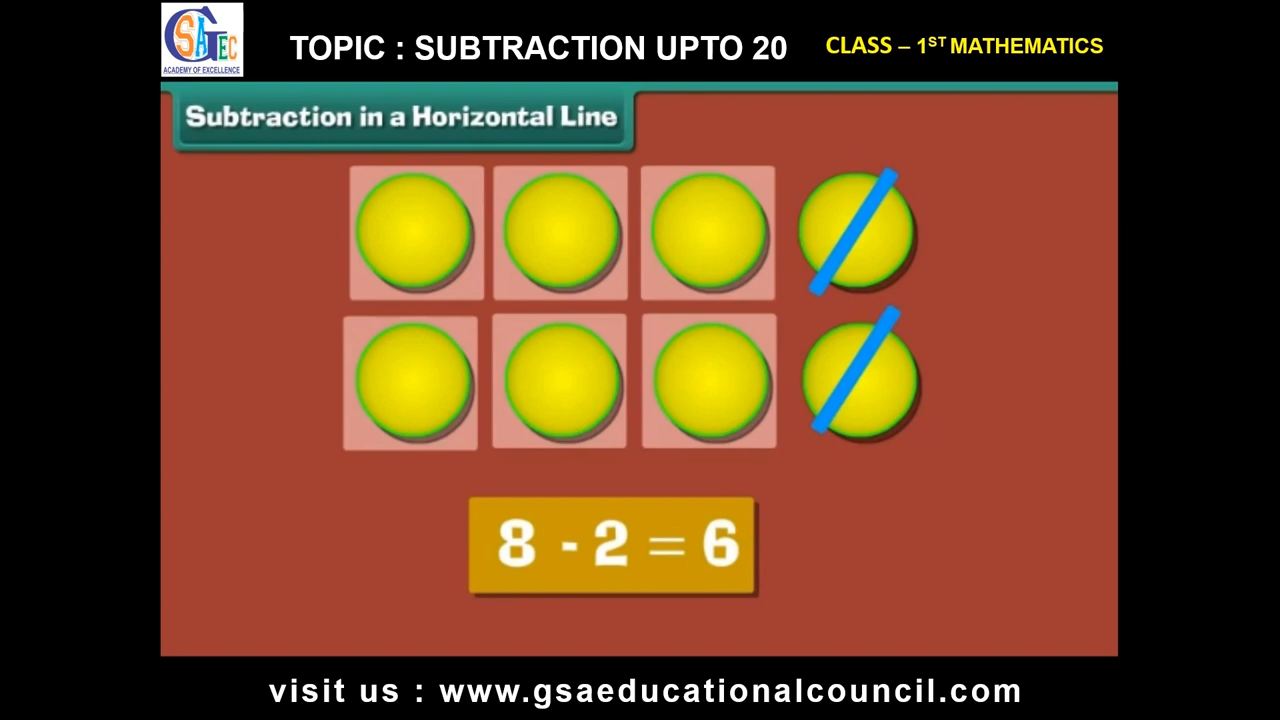 GSATEC
ACADEMY OF EXCELLENCE
TOPIC : SUBTRACTION UPTO 20
CLASS – 1ST MATHEMATICS
Subtraction in a Horizontal Line
8 - 2 = 6
visit us : www.gsaeducationalcouncil.com